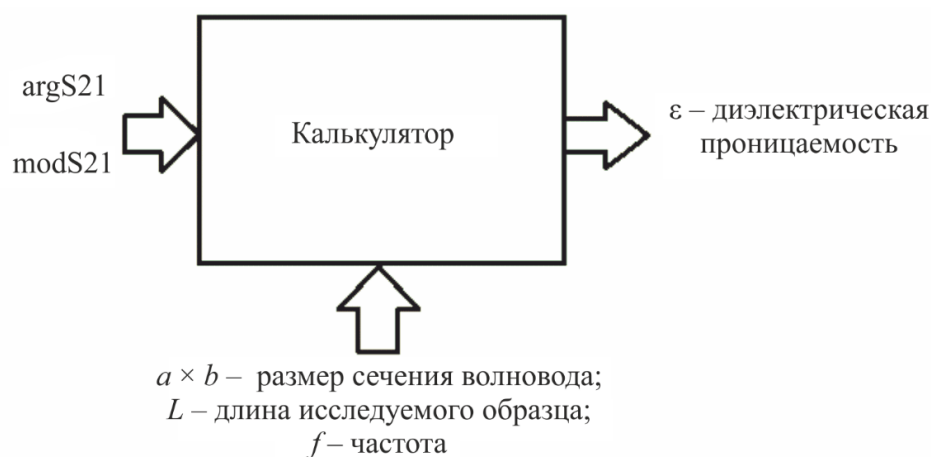 argS21
modS21
Калькулятор
ε – диэлектрическая
проницаемость
a × b – размер сечения волновода;
L – длина исследуемого образца;
f – частота